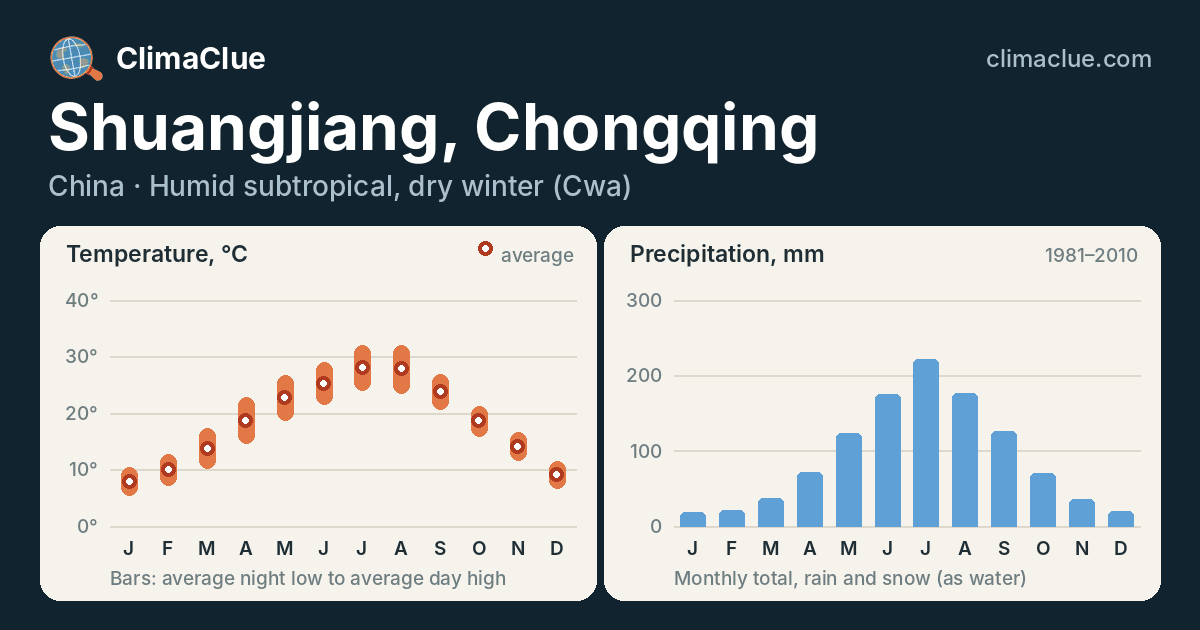 ClimaClue
climaclue.com
Shuangjiang, Chongqing
China · Humid subtropical, dry winter (Cwa)
Temperature, °C
average
40°
30°
20°
10°
0°
J F M A M J J A S O N D
Bars: average night low to average day high
Precipitation, mm
1981–2010
300
200
100
0
J F M A M J J A S O N D
Monthly total, rain and snow (as water)